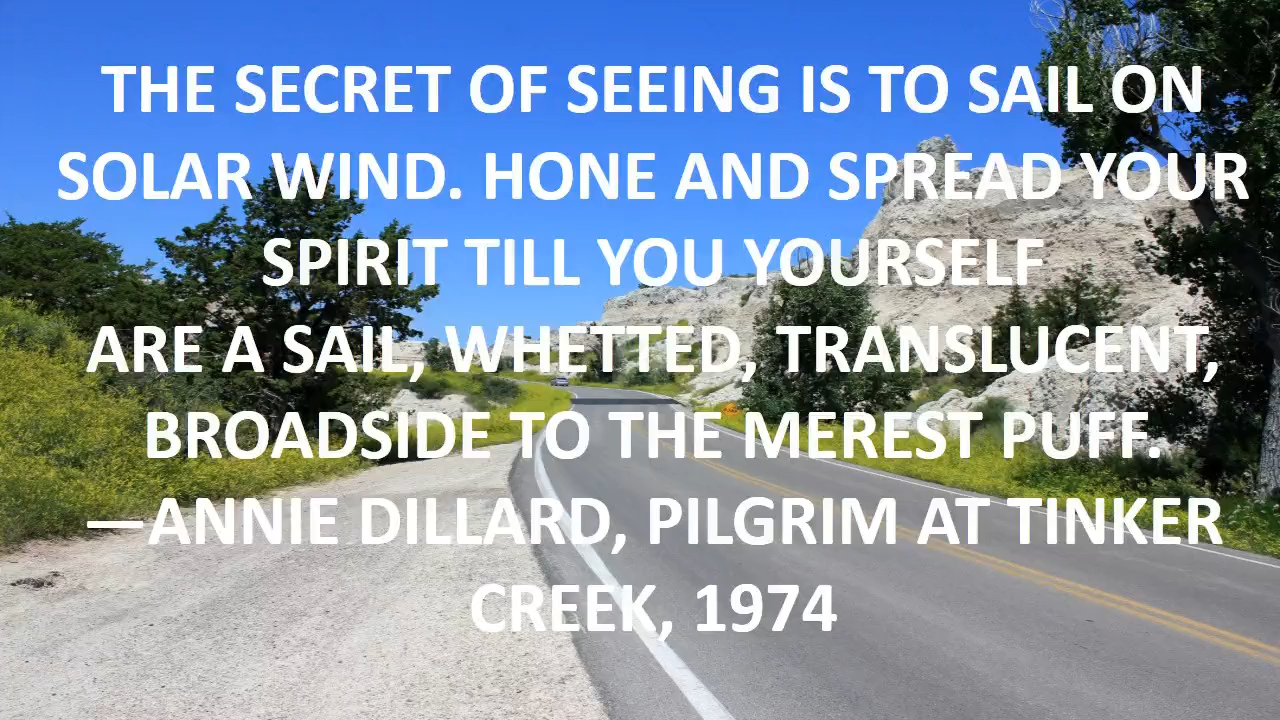 THE SECRET OF SEEING IS TO SAIL ON
SOLAR WIND. HONE AND SPREAD YOUR
SPIRIT TILL YOU YOURSELF
ARE A SAIL, WHETTED, TRANSLUCENT,
BROADSIDE TO THE MEREST PUFF.
—ANNIE DILLARD, PILGRIM AT TINKER
CREEK, 1974